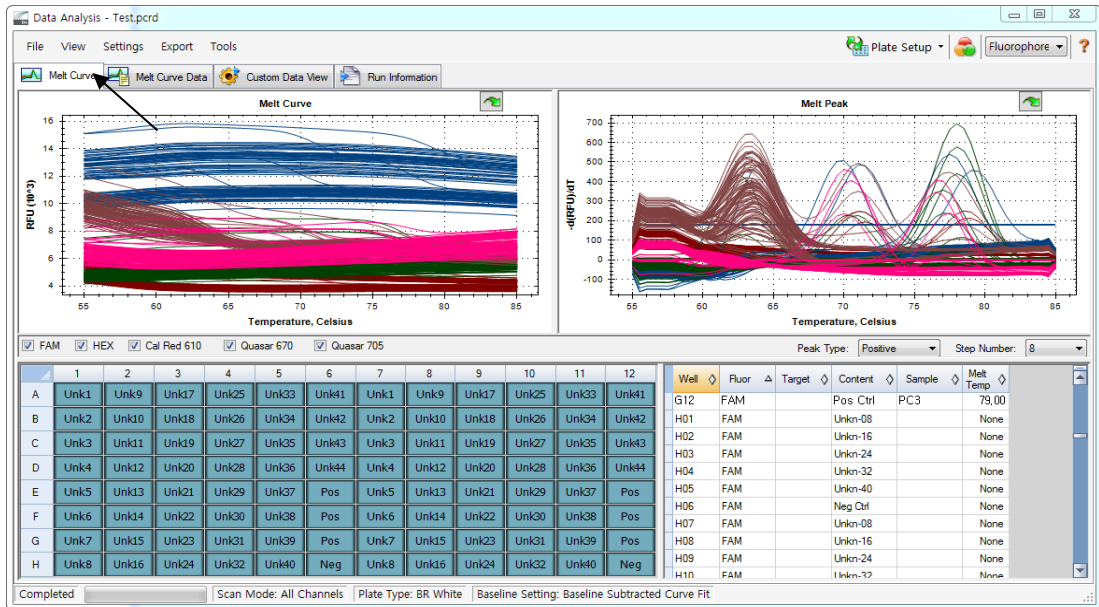 Data Analysis - Test.pcrd
File View Settings Export Tools Plate Setup Fluorophore ?
Melt Curve Melt Curve Data Custom Data View Run Information
Melt Curve
16
14
12
10
8
6
4
RFU (10^3)
55 60 65 70 75 80 85
Temperature, Celsius
Melt Peak
700
600
500
400
300
200
100
0
-100
-d(RFU)/dT
55 60 65 70 75 80 85
Temperature, Celsius
FAM HEX Cal Red 610 Quasar 670 Quasar 705 Peak Type: Positive Step Number: 8
1 2 3 4 5 6 7 8 9 10 11 12
A Unk1 Unk9 Unk17 Unk25 Unk33 Unk41 Unk1 Unk9 Unk17 Unk25 Unk33 Unk41
B Unk2 Unk10 Unk18 Unk26 Unk34 Unk42 Unk2 Unk10 Unk18 Unk26 Unk34 Unk42
C Unk3 Unk11 Unk19 Unk27 Unk35 Unk43 Unk3 Unk11 Unk19 Unk27 Unk35 Unk43
D Unk4 Unk12 Unk20 Unk28 Unk36 Unk44 Unk4 Unk12 Unk20 Unk28 Unk36 Unk44
E Unk5 Unk13 Unk21 Unk29 Unk37 Pos Unk5 Unk13 Unk21 Unk29 Unk37 Pos
F Unk6 Unk14 Unk22 Unk30 Unk38 Pos Unk6 Unk14 Unk22 Unk30 Unk38 Pos
G Unk7 Unk15 Unk23 Unk31 Unk39 Pos Unk7 Unk15 Unk23 Unk31 Unk39 Pos
H Unk8 Unk16 Unk24 Unk32 Unk40 Neg Unk8 Unk16 Unk24 Unk32 Unk40 Neg
Well Fluor Target Content Sample Melt Temp
G12 FAM Pos Ctrl PC3 79,00
H01 FAM Unkn-08 None
H02 FAM Unkn-16 None
H03 FAM Unkn-24 None
H04 FAM Unkn-32 None
H05 FAM Unkn-40 None
H06 FAM Neg Ctrl None
H07 FAM Unkn-08 None
H08 FAM Unkn-16 None
H09 FAM Unkn-24 None
H10 FAM Unkn-32 None
Completed Scan Mode: All Channels Plate Type: BR White Baseline Setting: Baseline Subtracted Curve Fit